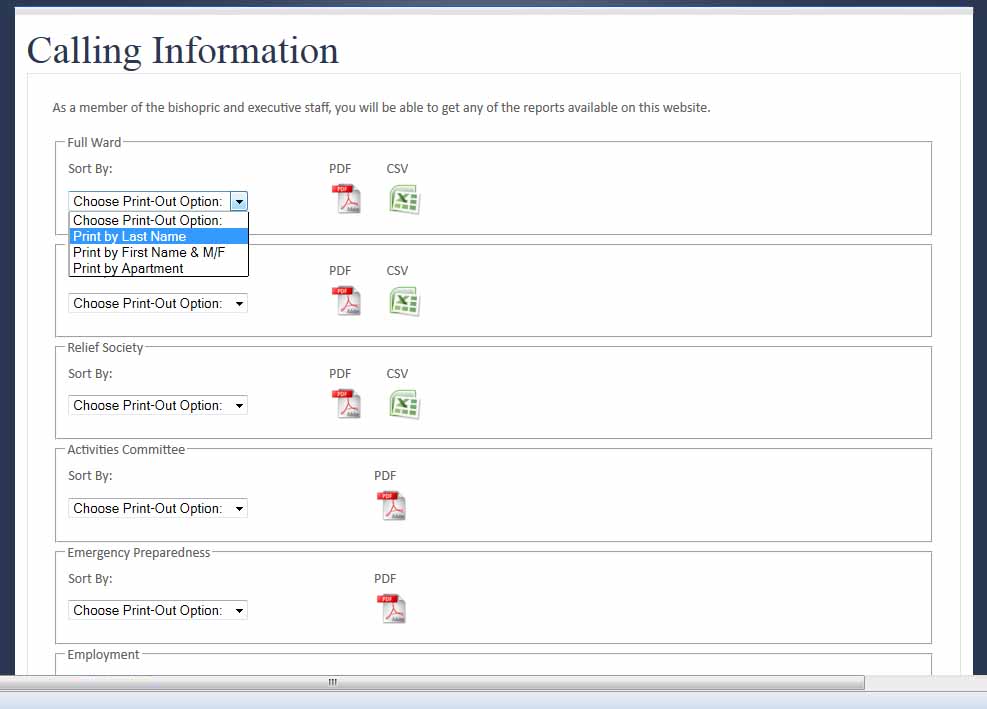 Calling Information
As a member of the bishopric and executive staff, you will be able to get any of the reports available on this website.
Full Ward
Sort By: PDF CSV
Choose Print-Out Option:
Choose Print-Out Option:
Print by Last Name
Print by First Name & M/F
Print by Apartment
PDF CSV
Choose Print-Out Option:
Relief Society
Sort By: PDF CSV
Choose Print-Out Option:
Activities Committee
Sort By: PDF
Choose Print-Out Option:
Emergency Preparedness
Sort By: PDF
Choose Print-Out Option:
Employment